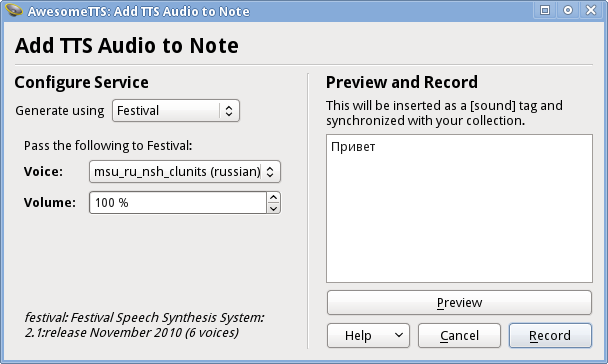 AwesomeTTS: Add TTS Audio to Note
Add TTS Audio to Note
Configure Service
Generate using Festival
Pass the following to Festival:
Voice: msu_ru_nsh_clunits (russian)
Volume: 100 %
festival: Festival Speech Synthesis System:
2.1:release November 2010 (6 voices)
Preview and Record
This will be inserted as a [sound] tag and
synchronized with your collection.
Привет
Preview
Help Cancel Record